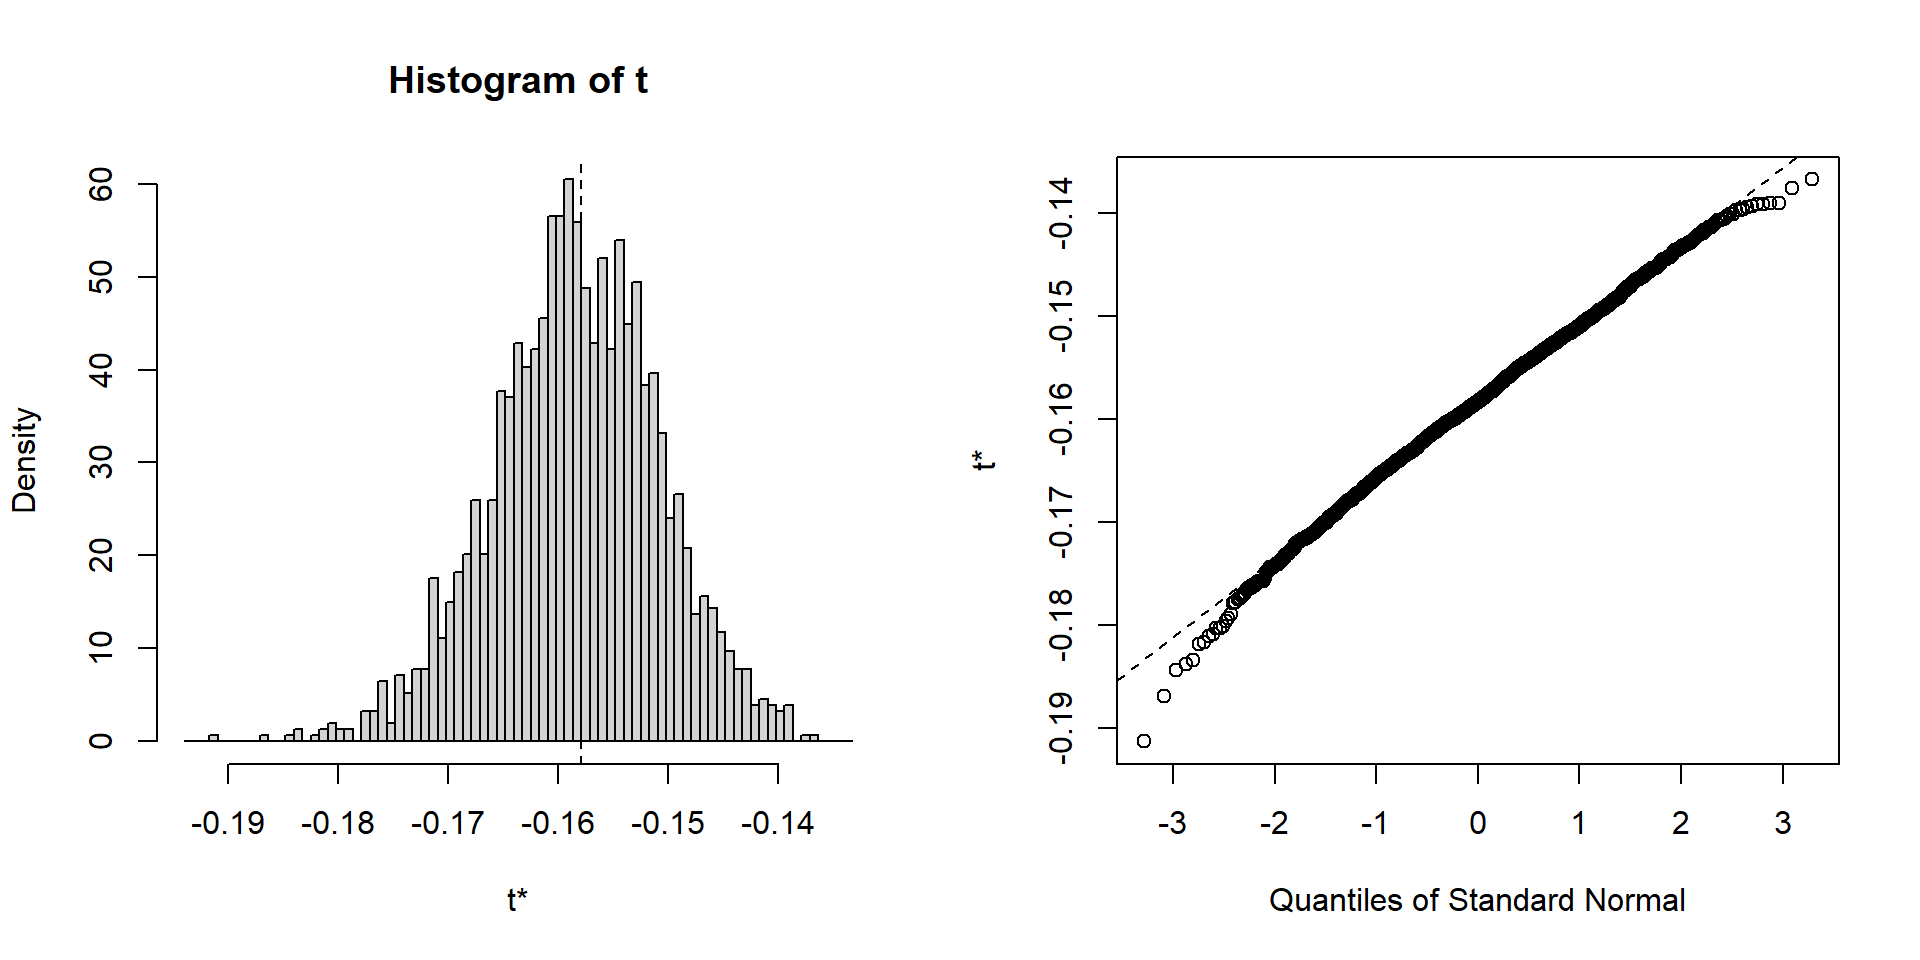 Histogram of t
Density
0 10 20 30 40 50 60
-0.19 -0.18 -0.17 -0.16 -0.15 -0.14
t*
t*
-0.19 -0.18 -0.17 -0.16 -0.15 -0.14
-3 -2 -1 0 1 2 3
Quantiles of Standard Normal